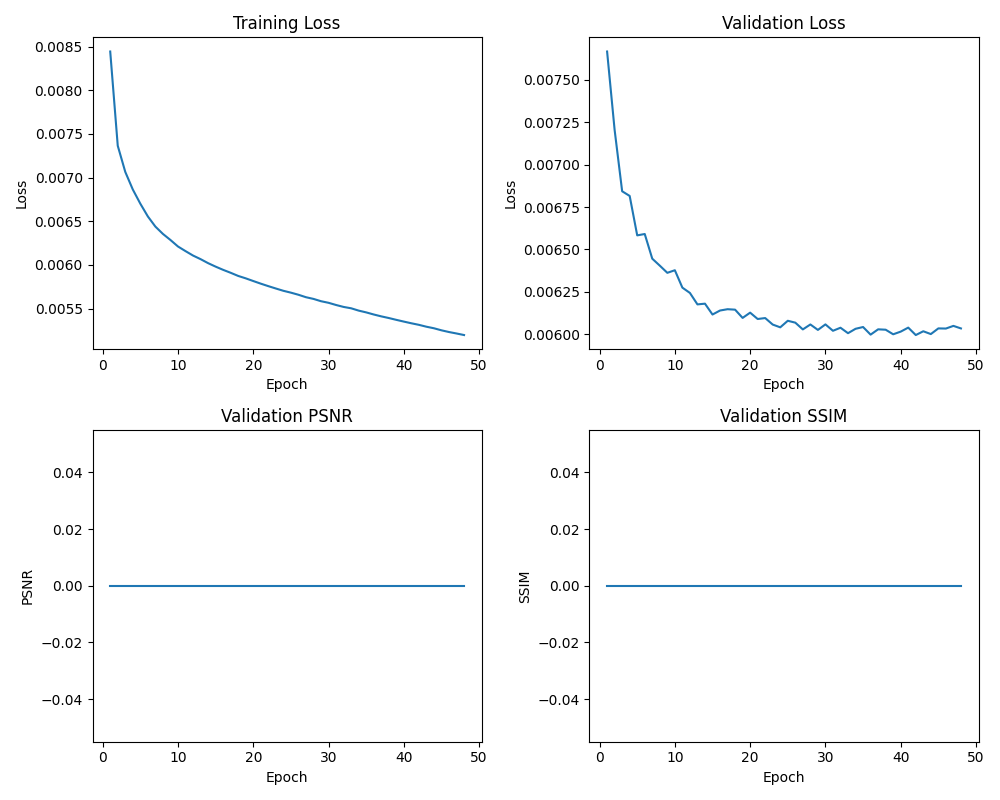 Training Loss
0.0085
0.0080
0.0075
0.0070
0.0065
0.0060
0.0055
Loss
0 10 20 30 40 50
Epoch
Validation Loss
0.00750
0.00725
0.00700
0.00675
0.00650
0.00625
0.00600
Loss
0 10 20 30 40 50
Epoch
Validation PSNR
0.04
0.02
0.00
−0.02
−0.04
PSNR
0 10 20 30 40 50
Epoch
Validation SSIM
0.04
0.02
0.00
−0.02
−0.04
SSIM
0 10 20 30 40 50
Epoch